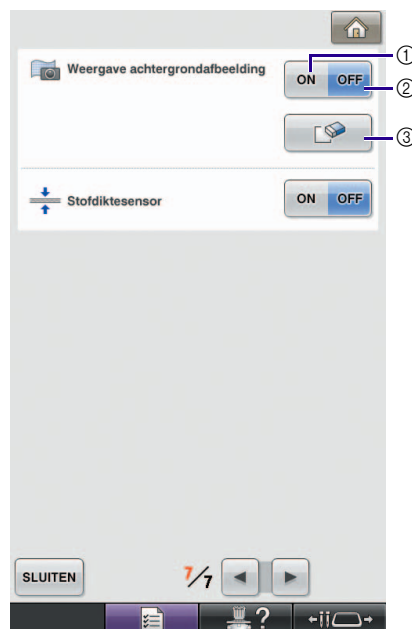 Weergave achtergrondafbeelding
ON OFF
①
②
③
Stofdiktesensor
ON OFF
SLUITEN
7/7
?